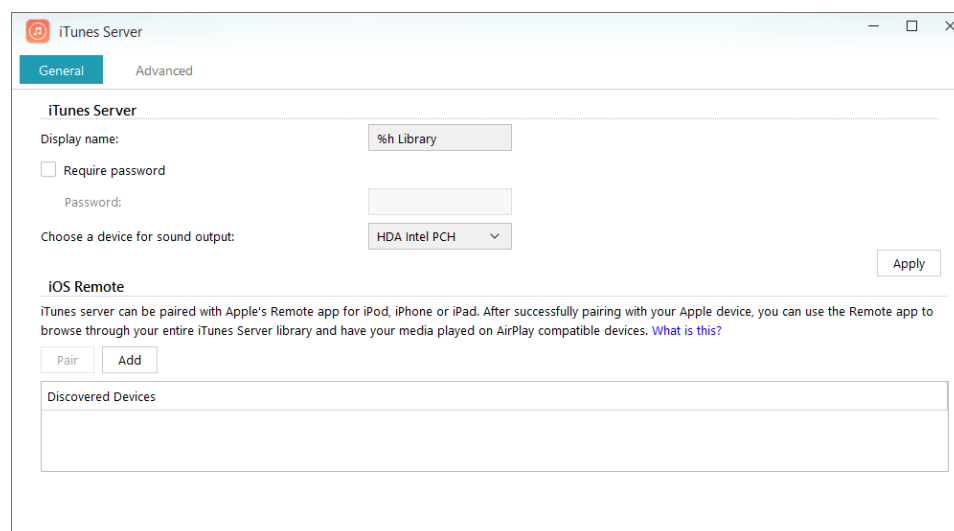 iTunes Server
General Advanced
iTunes Server
Display name: %h Library
Require password
Password:
Choose a device for sound output: HDA Intel PCH
Apply
iOS Remote
iTunes server can be paired with Apple's Remote app for iPod, iPhone or iPad. After successfully pairing with your Apple device, you can use the Remote app to
browse through your entire iTunes Server library and have your media played on AirPlay compatible devices. What is this?
Pair Add
Discovered Devices